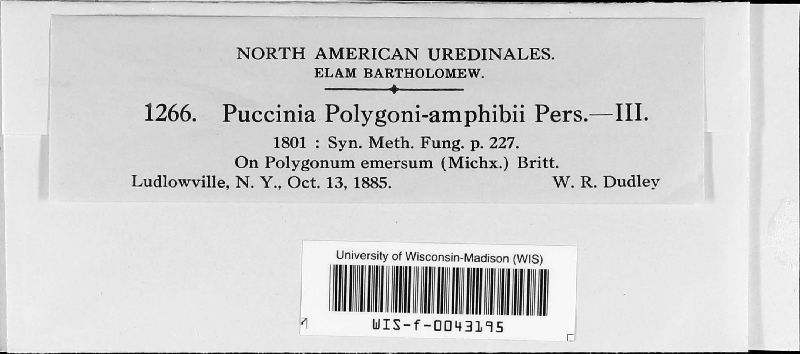 NORTH AMERICAN UREDINALES.
ELAM BARTHOLOMEW.
1266. Puccinia Polygoni-amphibii Pers.—III.
1801 : Syn. Meth. Fung. p. 227.
On Polygonum emersum (Michx.) Britt.
Ludlowville, N. Y., Oct. 13, 1885. W. R. Dudley
University of Wisconsin-Madison (WIS)
WIS-f-0043195